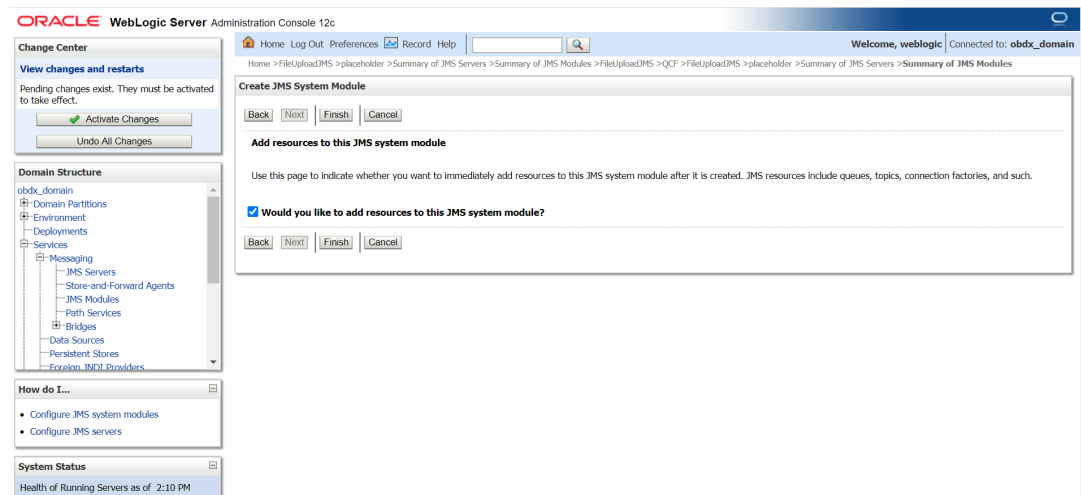 ORACLE WebLogic Server Administration Console 12c
Change Center
View changes and restarts
Pending changes exist. They must be activated
to take effect.
Activate Changes
Undo All Changes
Domain Structure
obdx_domain
Domain Partitions
Environment
Deployments
Services
Messaging
JMS Servers
Store-and-Forward Agents
JMS Modules
Path Services
Bridges
Data Sources
Persistent Stores
Foreign JNDI Providers
How do I...
Configure JMS system modules
Configure JMS servers
System Status
Health of Running Servers as of 2:10 PM
Home Log Out Preferences Record Help
Welcome, weblogic Connected to: obdx_domain
Home >FileUploadJMS >placeholder >Summary of JMS Servers >Summary of JMS Modules >FileUploadJMS >QCF >FileUploadJMS >placeholder >Summary of JMS Servers >Summary of JMS Modules
Create JMS System Module
Back Next Finish Cancel
Add resources to this JMS system module
Use this page to indicate whether you want to immediately add resources to this JMS system module after it is created. JMS resources include queues, topics, connection factories, and such.
Would you like to add resources to this JMS system module?
Back Next Finish Cancel